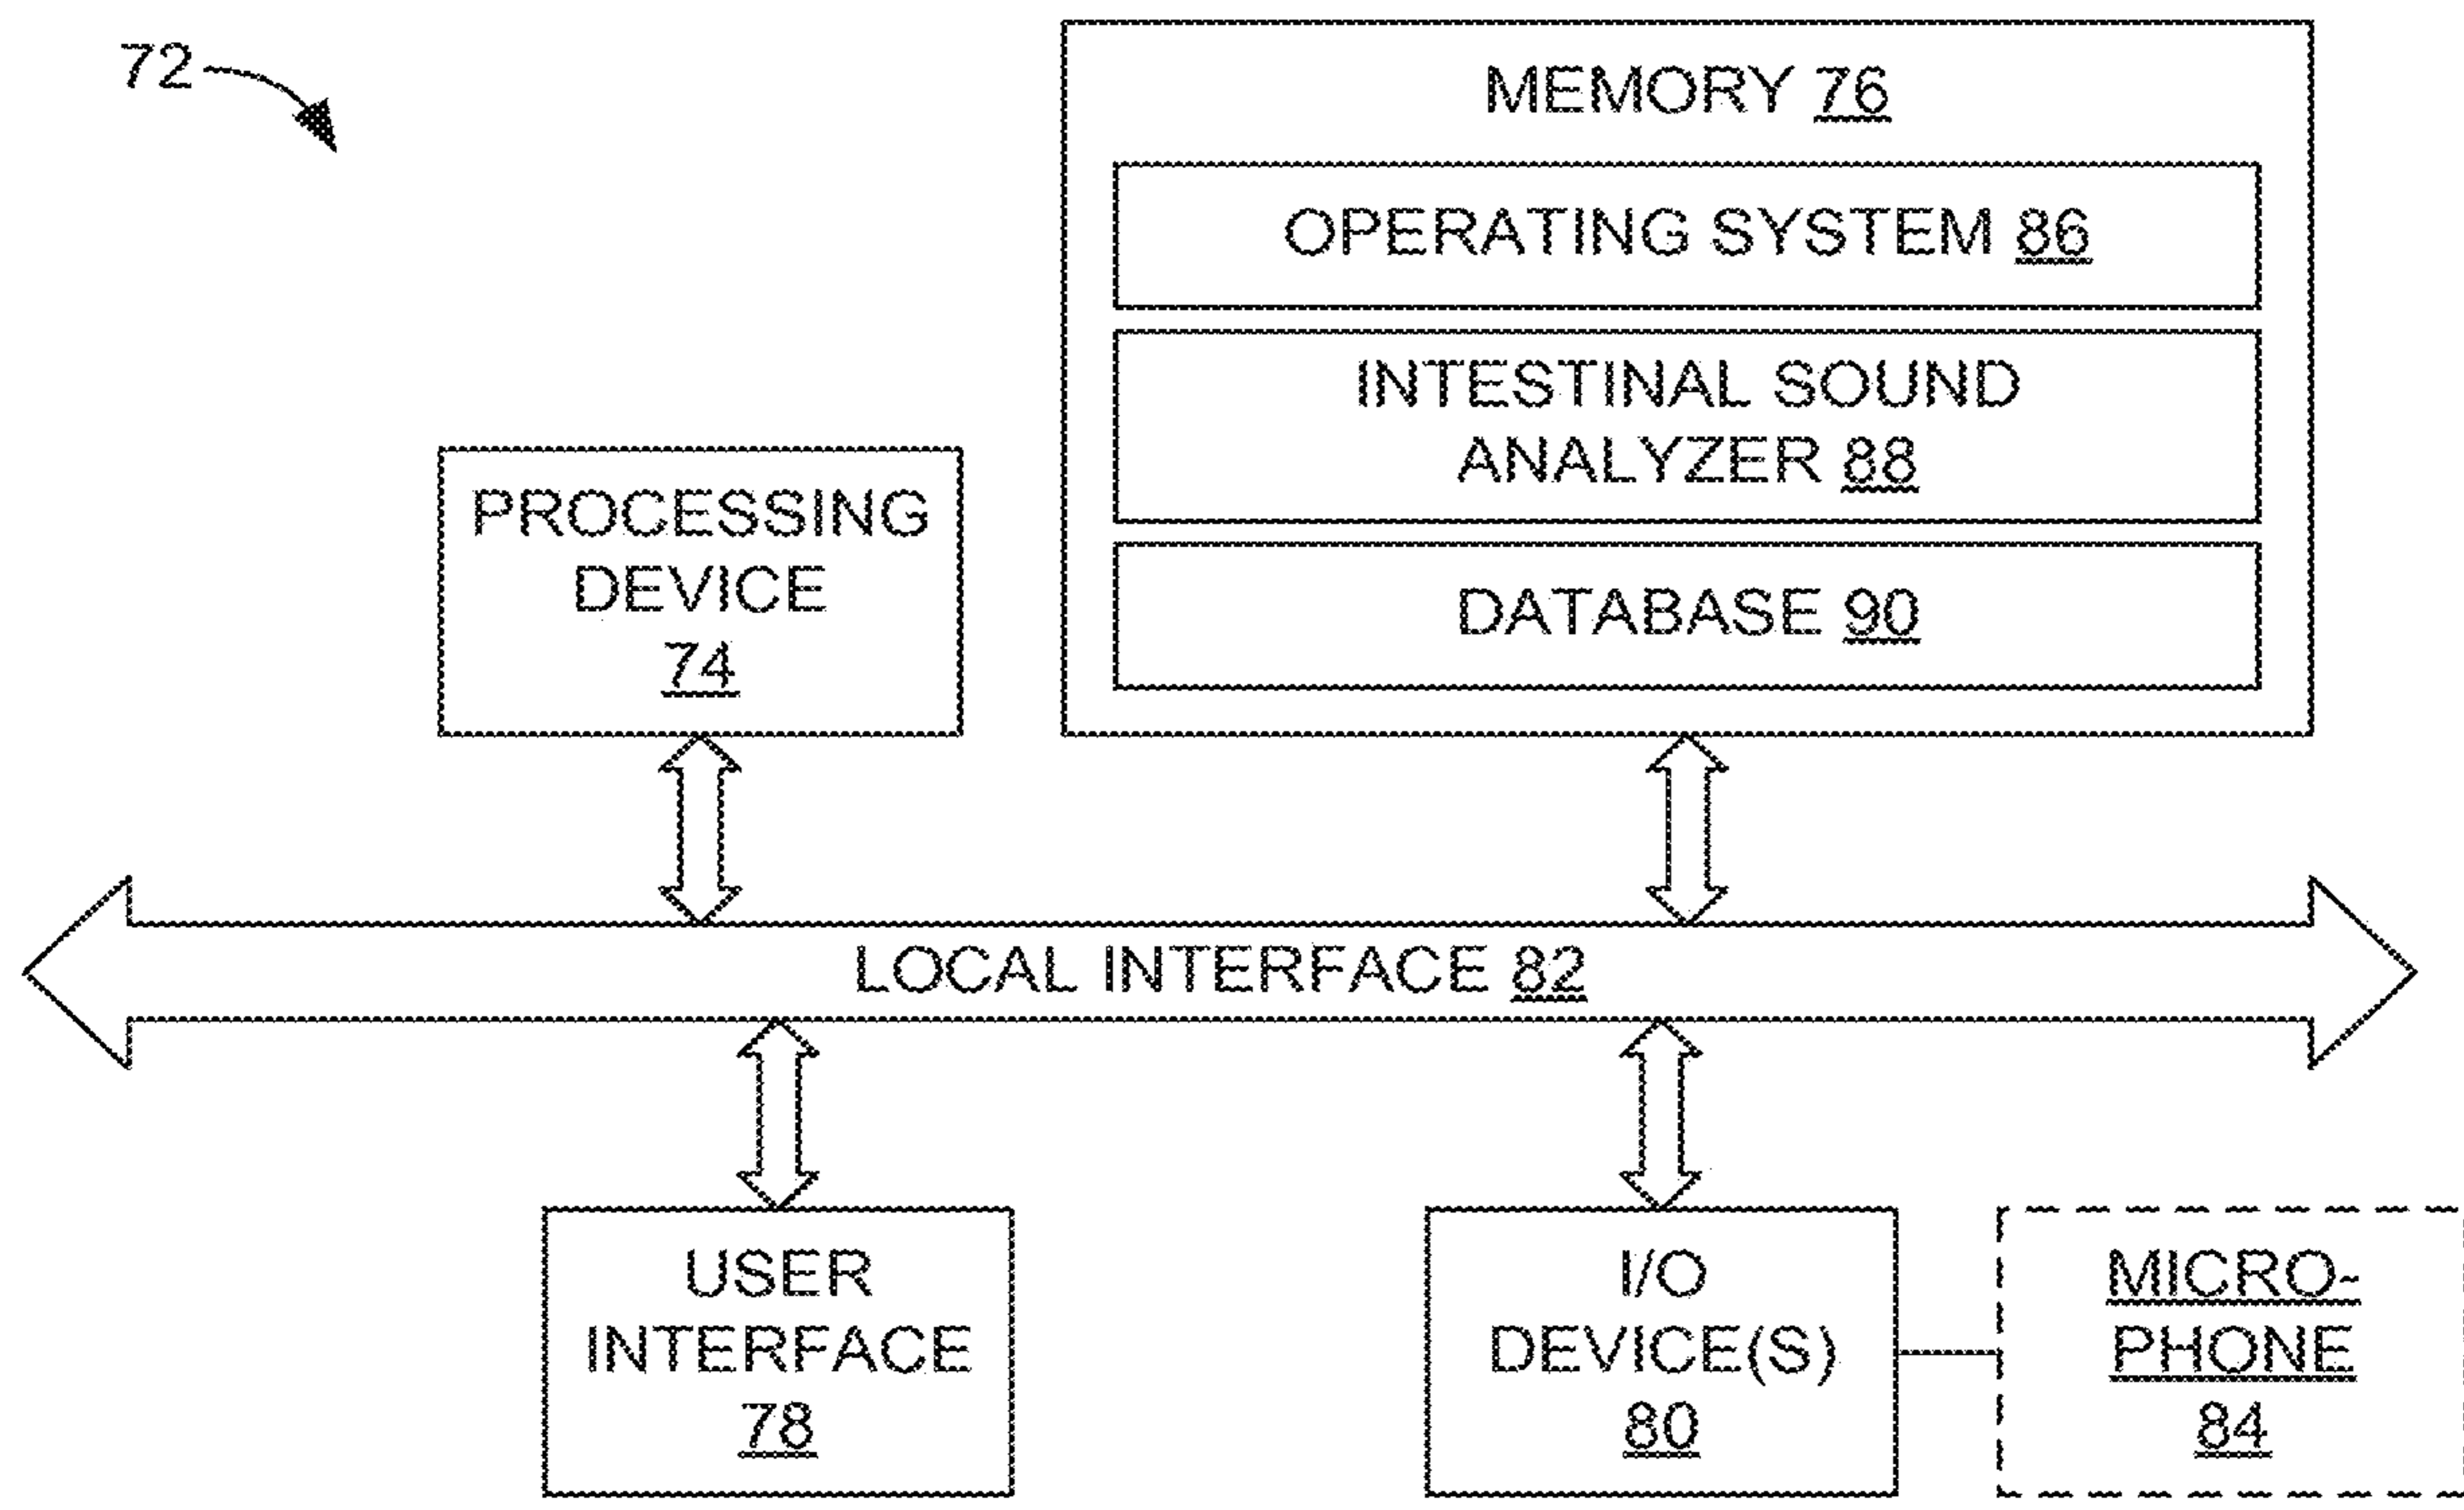 72
MEMORY 76
OPERATING SYSTEM 86
INTESTINAL SOUND
ANALYZER 88
DATABASE 90
PROCESSING
DEVICE
74
LOCAL INTERFACE 82
USER
INTERFACE
78
I/O
DEVICE(S)
80
MICRO-
PHONE
84